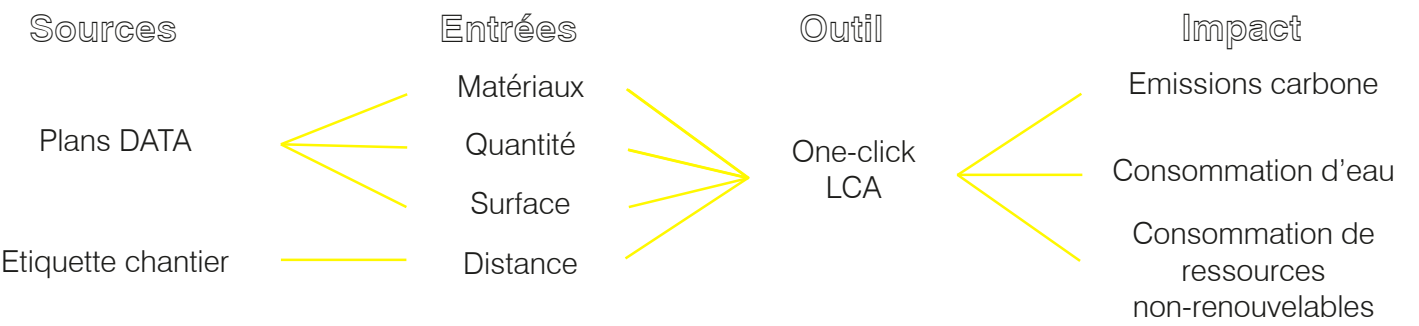 Sources
Entrées
Outil
Impact
Plans DATA
Etiquette chantier
Matériaux
Quantité
Surface
Distance
One-click
LCA
Emissions carbone
Consommation d'eau
Consommation de
ressources
non-renouvelables